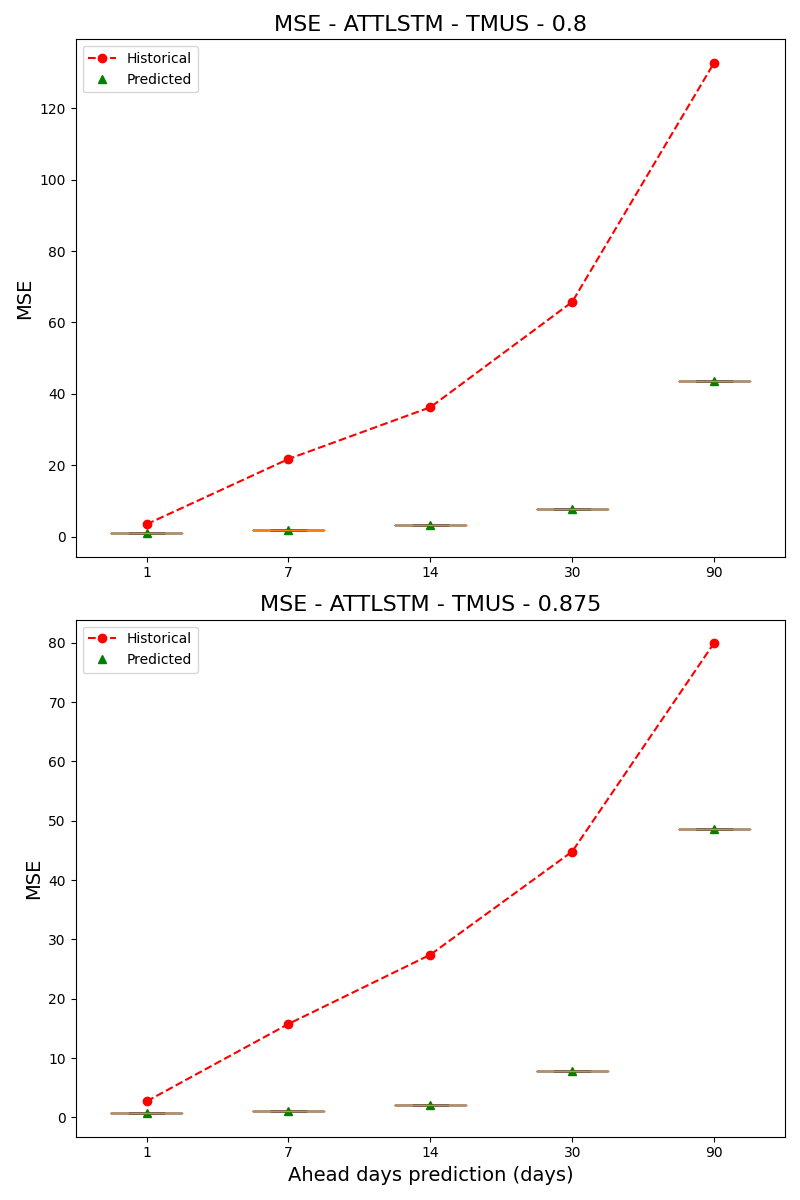 MSE - ATTLSTM - TMUS - 0.8
Historical
Predicted
MSE
120
100
80
60
40
20
0
1 7 14 30 90
MSE - ATTLSTM - TMUS - 0.875
Historical
Predicted
MSE
80
70
60
50
40
30
20
10
0
1 7 14 30 90
Ahead days prediction (days)